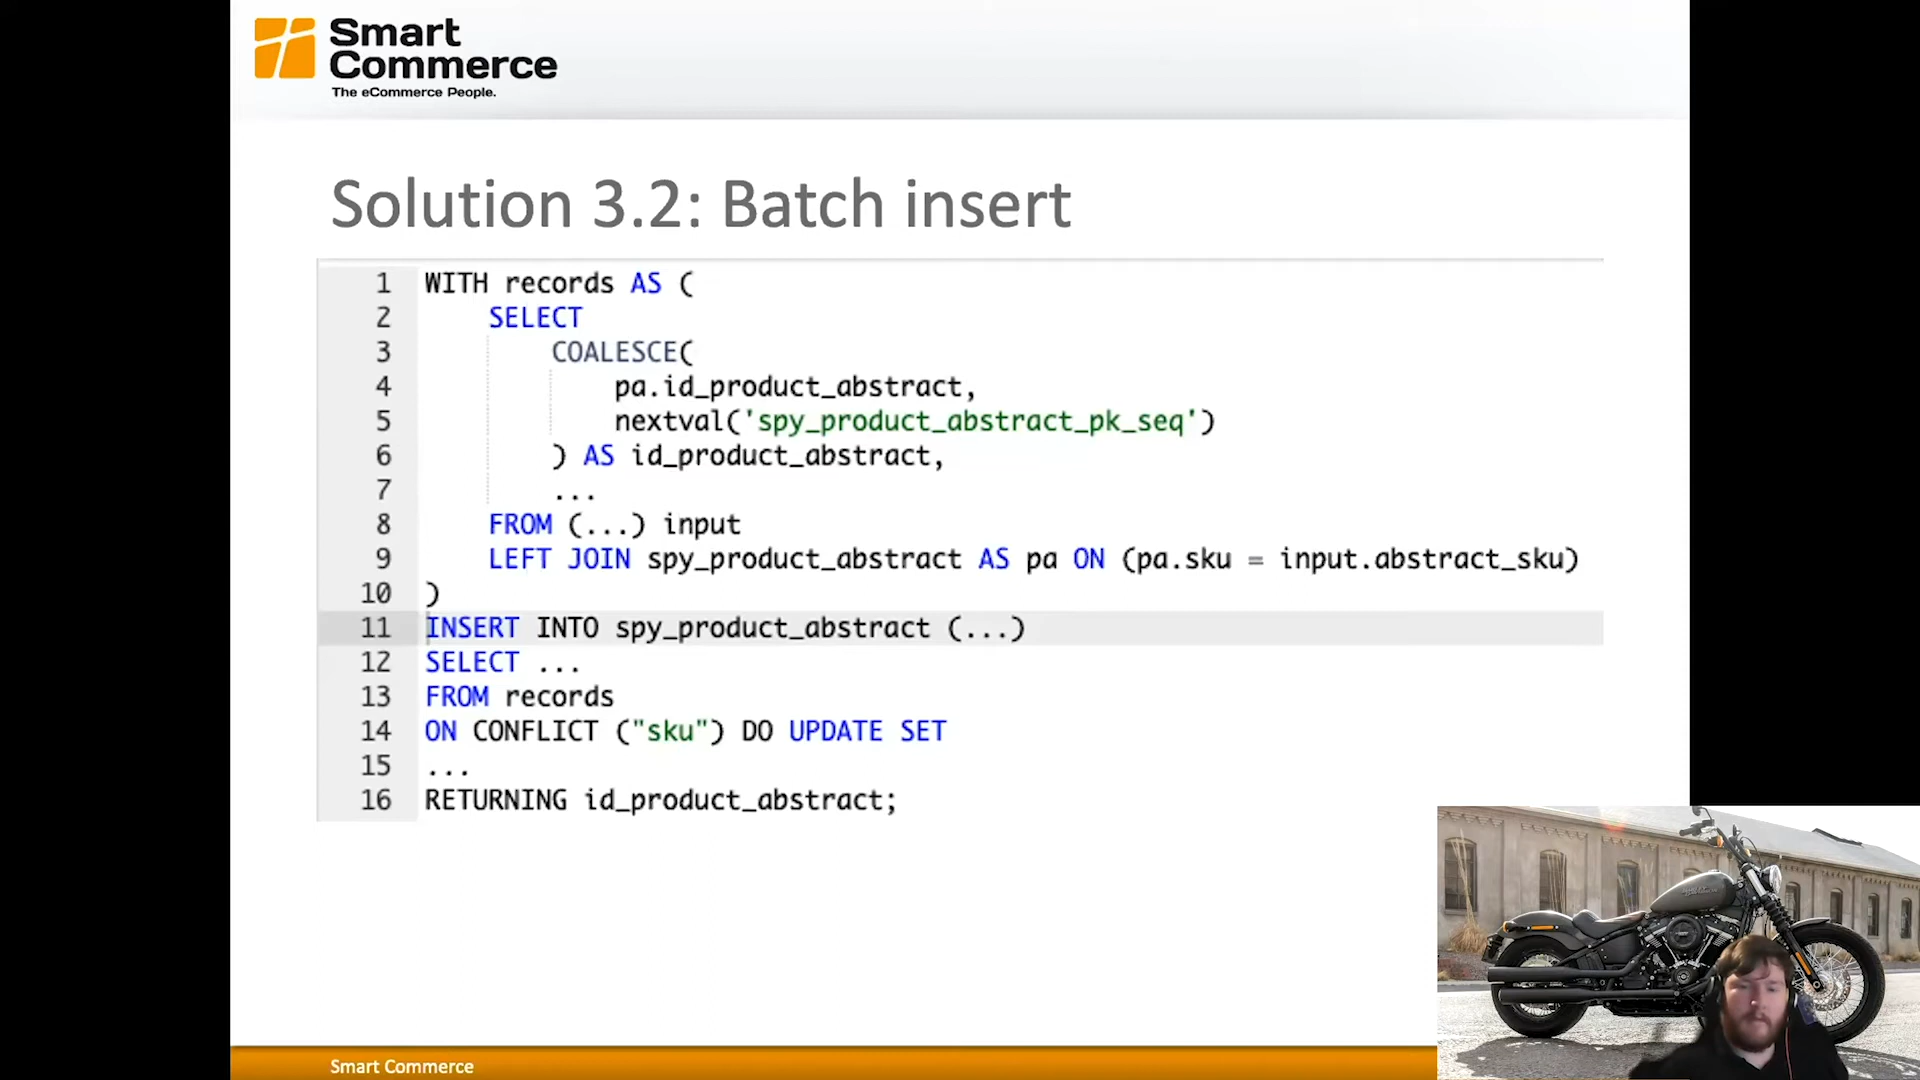 Smart
Commerce
The eCommerce People.
Solution 3.2: Batch insert
1 WITH records AS (
2 SELECT
3 COALESCE(
4 pa.id_product_abstract,
5 nextval('spy_product_abstract_pk_seq')
6 ) AS id_product_abstract,
7 ...
8 FROM (...) input
9 LEFT JOIN spy_product_abstract AS pa ON (pa.sku = input.abstract_sku)
10 )
11 INSERT INTO spy_product_abstract (...)
12 SELECT ...
13 FROM records
14 ON CONFLICT ("sku") DO UPDATE SET
15 ...
16 RETURNING id_product_abstract;
Smart Commerce